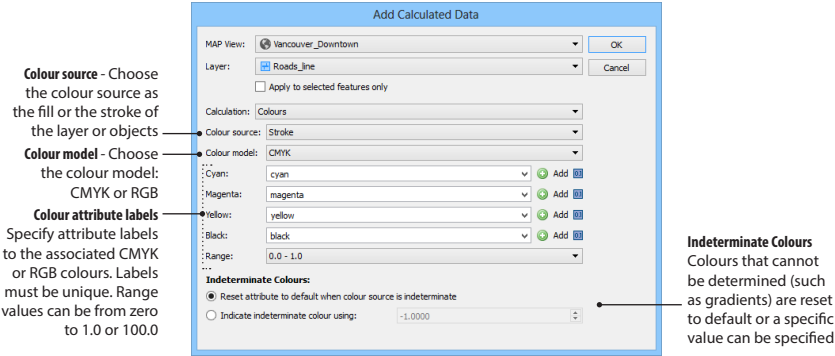 Add Calculated Data
MAP View: Vancouver_Downtown
OK
Layer: Roads_line
Cancel
Apply to selected features only
Calculation: Colours
Colour source: Stroke
Colour model: CMYK
Cyan: cyan Add
Magenta: magenta Add
Yellow: yellow Add
Black: black Add
Range: 0.0 - 1.0
Indeterminate Colours:
Reset attribute to default when colour source is indeterminate
Indicate indeterminate colour using: -1.0000
Colour source - Choose
the colour source as
the fill or the stroke of
the layer or objects
Colour model - Choose
the colour model:
CMYK or RGB
Colour attribute labels
Specify attribute labels
to the associated CMYK
or RGB colours. Labels
must be unique. Range
values can be from zero
to 1.0 or 100.0
Indeterminate Colours
Colours that cannot
be determined (such
as gradients) are reset
to default or a specific
value can be specified